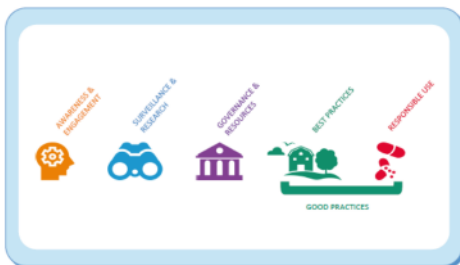 AWARENESS &
ENGAGEMENT
SURVEILLANCE &
RESEARCH
GOVERNANCE &
RESOURCES
BEST PRACTICES
RESPONSIBLE USE
GOOD PRACTICES